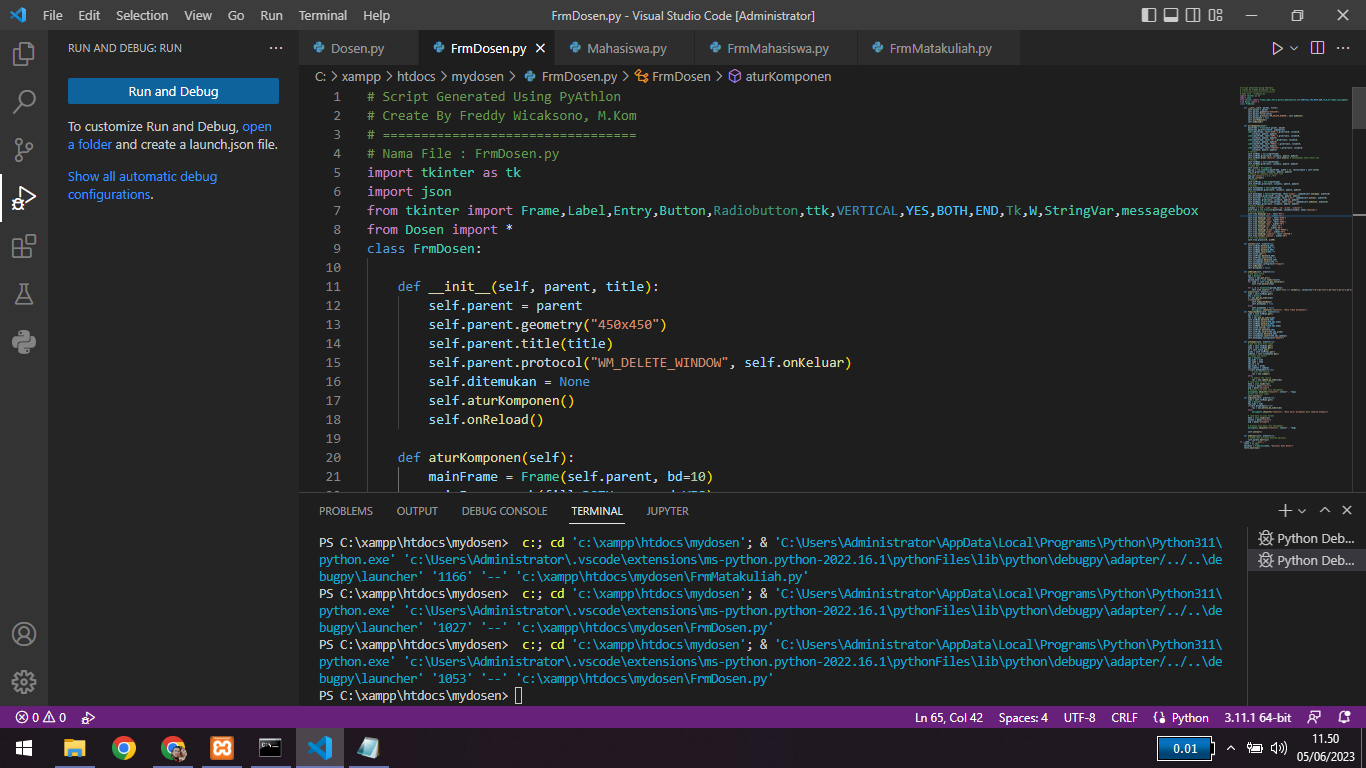 File Edit Selection View Go Run Terminal Help FrmDosen.py - Visual Studio Code [Administrator]
RUN AND DEBUG: RUN ...
Dosen.py FrmDosen.py Mahasiswa.py FrmMahasiswa.py FrmMatakuliah.py
C: > xampp > htdocs > mydosen > FrmDosen.py > FrmDosen > aturKomponen
Run and Debug
To customize Run and Debug, open
a folder and create a launch.json file.
Show all automatic debug
configurations.
1 # Script Generated Using PyAthlon
2 # Create By Freddy Wicaksono, M.Kom
3 # =================================
4 # Nama File : FrmDosen.py
5 import tkinter as tk
6 import json
7 from tkinter import Frame,Label,Entry,Button,Radiobutton,ttk,VERTICAL,YES,BOTH,END,Tk,W,StringVar,messagebox
8 from Dosen import *
9 class FrmDosen:
10
11     def __init__(self, parent, title):
12         self.parent = parent
13         self.parent.geometry("450x450")
14         self.parent.title(title)
15         self.parent.protocol("WM_DELETE_WINDOW", self.onKeluar)
16         self.ditemukan = None
17         self.aturKomponen()
18         self.onReload()
19
20     def aturKomponen(self):
21         mainFrame = Frame(self.parent, bd=10)
PROBLEMS OUTPUT DEBUG CONSOLE TERMINAL JUPYTER
PS C:\xampp\htdocs\mydosen>  c:; cd 'c:\xampp\htdocs\mydosen'; & 'C:\Users\Administrator\AppData\Local\Programs\Python\Python311\
python.exe' 'c:\Users\Administrator\.vscode\extensions\ms-python.python-2022.16.1\pythonFiles\lib\python\debugpy\adapter/../..\de
bugpy\launcher' '1166' '--' 'c:\xampp\htdocs\mydosen\FrmMatakuliah.py'
PS C:\xampp\htdocs\mydosen>  c:; cd 'c:\xampp\htdocs\mydosen'; & 'C:\Users\Administrator\AppData\Local\Programs\Python\Python311\
python.exe' 'c:\Users\Administrator\.vscode\extensions\ms-python.python-2022.16.1\pythonFiles\lib\python\debugpy\adapter/../..\de
bugpy\launcher' '1027' '--' 'c:\xampp\htdocs\mydosen\FrmDosen.py'
PS C:\xampp\htdocs\mydosen>  c:; cd 'c:\xampp\htdocs\mydosen'; & 'C:\Users\Administrator\AppData\Local\Programs\Python\Python311\
python.exe' 'c:\Users\Administrator\.vscode\extensions\ms-python.python-2022.16.1\pythonFiles\lib\python\debugpy\adapter/../..\de
bugpy\launcher' '1053' '--' 'c:\xampp\htdocs\mydosen\FrmDosen.py'
PS C:\xampp\htdocs\mydosen>
Python Deb...
Python Deb...
0 0 Ln 65, Col 42 Spaces: 4 UTF-8 CRLF Python 3.11.1 64-bit
0.01
11.50
05/06/2023